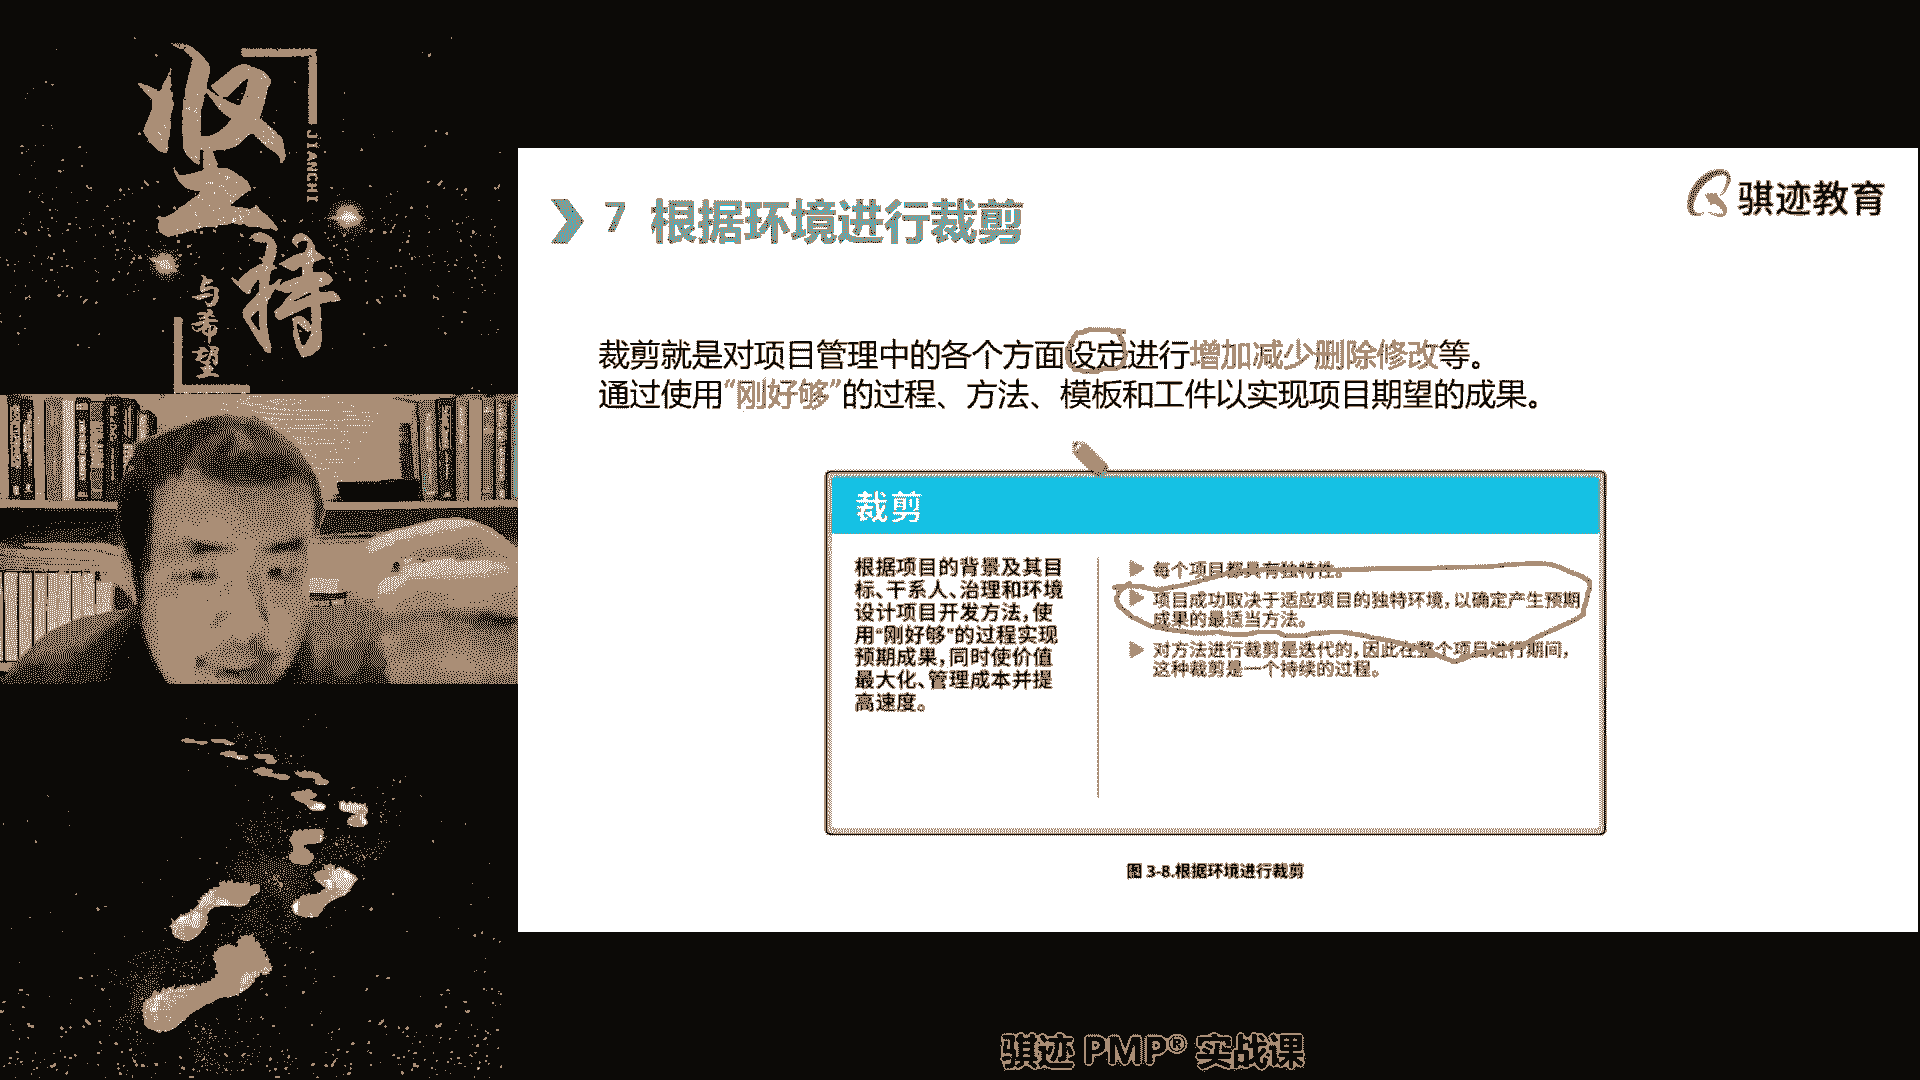 坚持
JIANCHI
与希望
骐迹教育
7 根据环境进行裁剪
裁剪就是对项目管理中的各个方面设定进行增加减少删除修改等。
通过使用“刚好够”的过程、方法、模板和工件以实现项目期望的成果。
裁剪
根据项目的背景及其目
标、干系人、治理和环境
设计项目开发方法，使
用“刚好够”的过程实现
预期成果，同时使价值
最大化、管理成本并提
高速度。
每个项目都具有独特性。
项目成功取决于适应项目的独特环境，以确定产生预期
成果的最适当方法。
对方法进行裁剪是迭代的，因此在整个项目进行期间，
这种裁剪是一个持续的过程。
图 3-8.根据环境进行裁剪
骐迹 PMP® 实战课